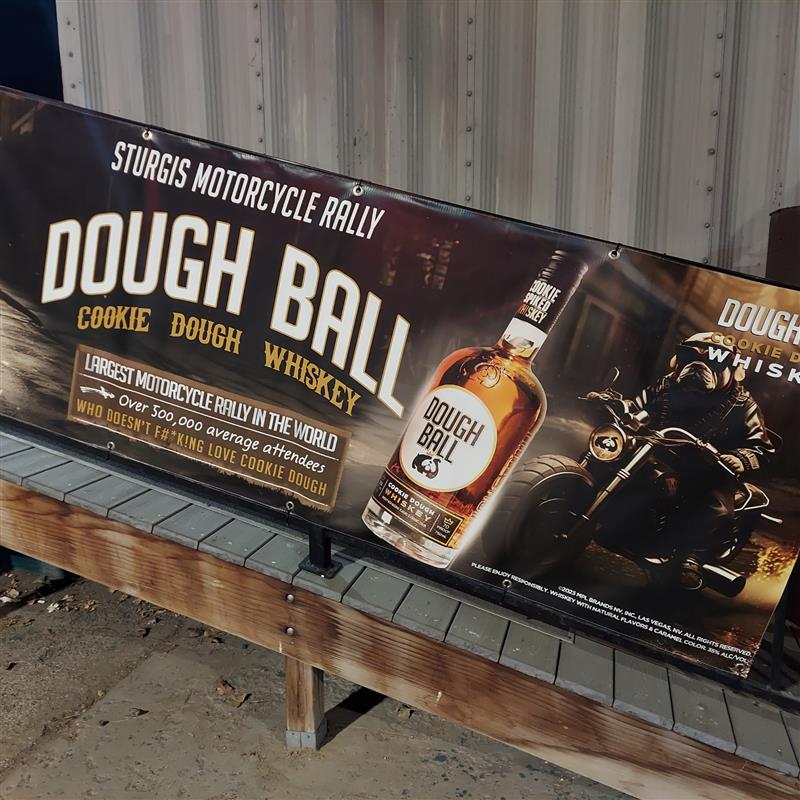 STURGIS MOTORCYCLE RALLY
DOUGH BALL
COOKIE DOUGH WHISKEY
LARGEST MOTORCYCLE RALLY IN THE WORLD
Over 500,000 average attendees
WHO DOESN'T F#*K!NG LOVE COOKIE DOUGH
COOKIE
SPIKED
WHISKEY
DOUGH
BALL
COOKIE DOUGH
WHISKEY
70
DOUGH
COOKIE D
WHISK
PLEASE ENJOY RESPONSIBLY. WHISKEY WITH NATURAL FLAVORS & CARAMEL COLOR. 35% ALC/VOL.
©2023 MPL BRANDS NV, INC. LAS VEGAS, NV. ALL RIGHTS RESERVED.